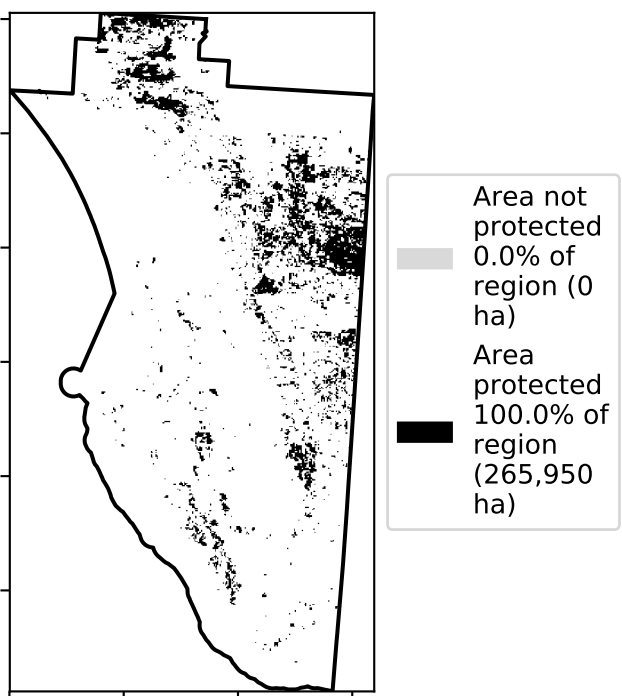 Area not
protected
0.0% of
region (0
ha)
Area
protected
100.0% of
region
(265,950
ha)